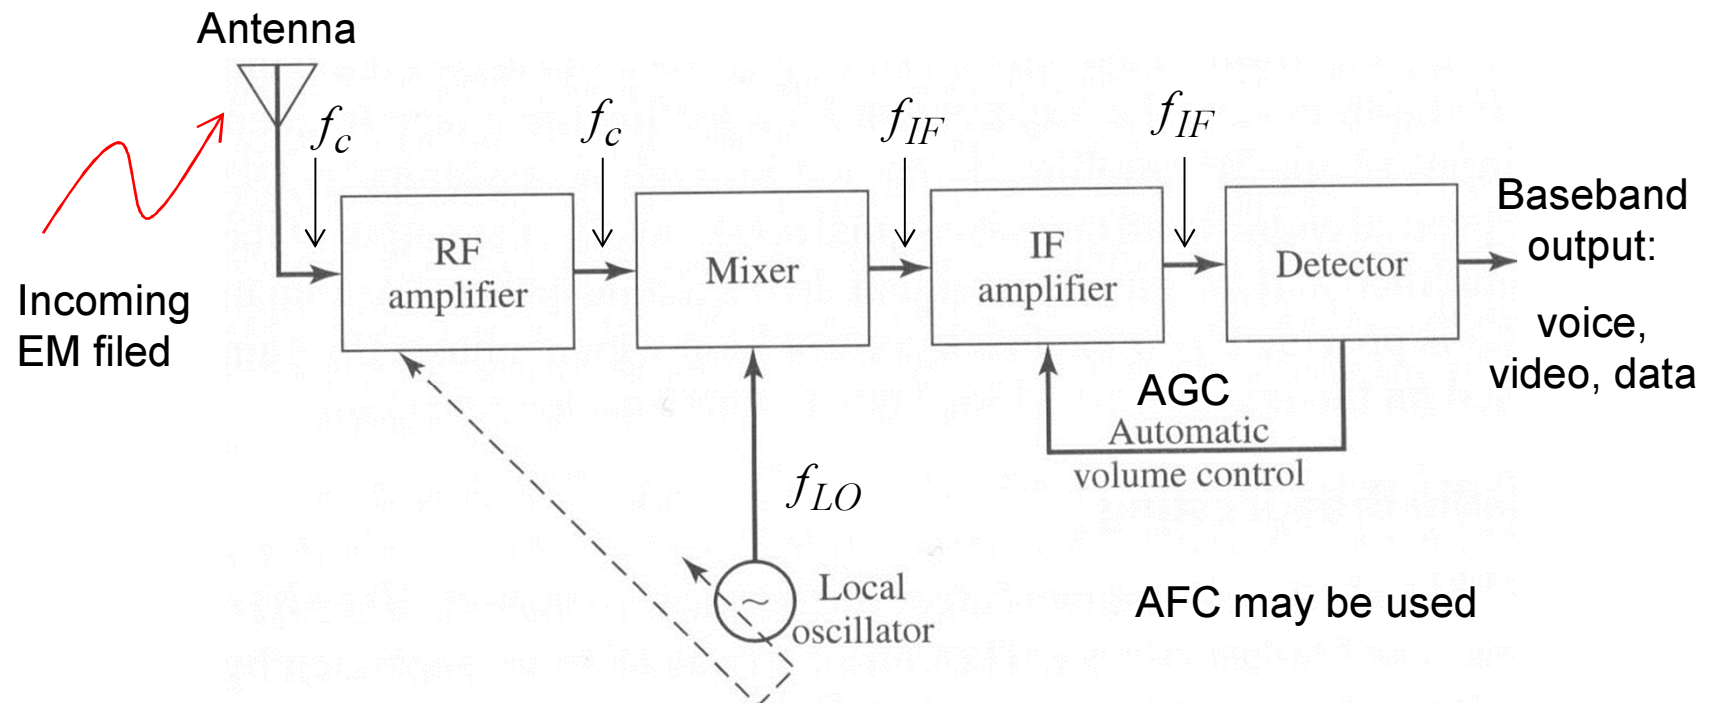 Antenna
f_c
f_c
f_IF
f_IF
Incoming
EM filed
RF
amplifier
Mixer
IF
amplifier
Detector
Baseband
output:
voice,
video, data
AGC
Automatic
volume control
f_LO
~
Local
oscillator
AFC may be used